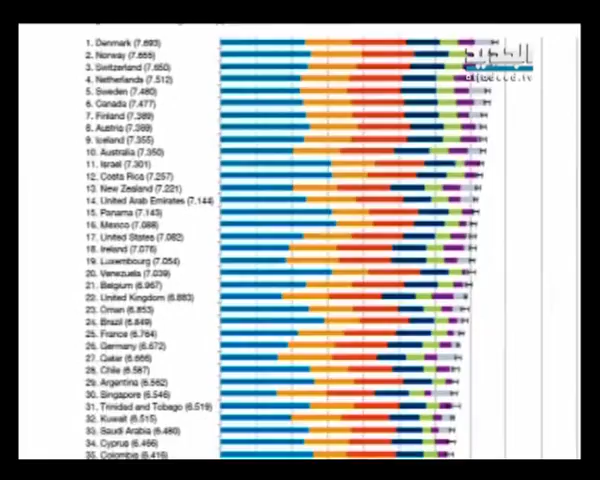 الجديد
aljadeed.tv
1. Denmark (7.693)
2. Norway (7.655)
3. Switzerland (7.650)
4. Netherlands (7.512)
5. Sweden (7.480)
6. Canada (7.477)
7. Finland (7.389)
8. Austria (7.369)
9. Iceland (7.355)
10. Australia (7.350)
11. Israel (7.301)
12. Costa Rica (7.257)
13. New Zealand (7.221)
14. United Arab Emirates (7.144)
15. Panama (7.143)
16. Mexico (7.088)
17. United States (7.082)
18. Ireland (7.076)
19. Luxembourg (7.054)
20. Venezuela (7.039)
21. Belgium (6.967)
22. United Kingdom (6.883)
23. Oman (6.853)
24. Brazil (6.849)
25. France (6.764)
26. Germany (6.672)
27. Qatar (6.666)
28. Chile (6.587)
29. Argentina (6.562)
30. Singapore (6.546)
31. Trinidad and Tobago (6.519)
32. Kuwait (6.515)
33. Saudi Arabia (6.480)
34. Cyprus (6.466)
35. Colombia (6.416)